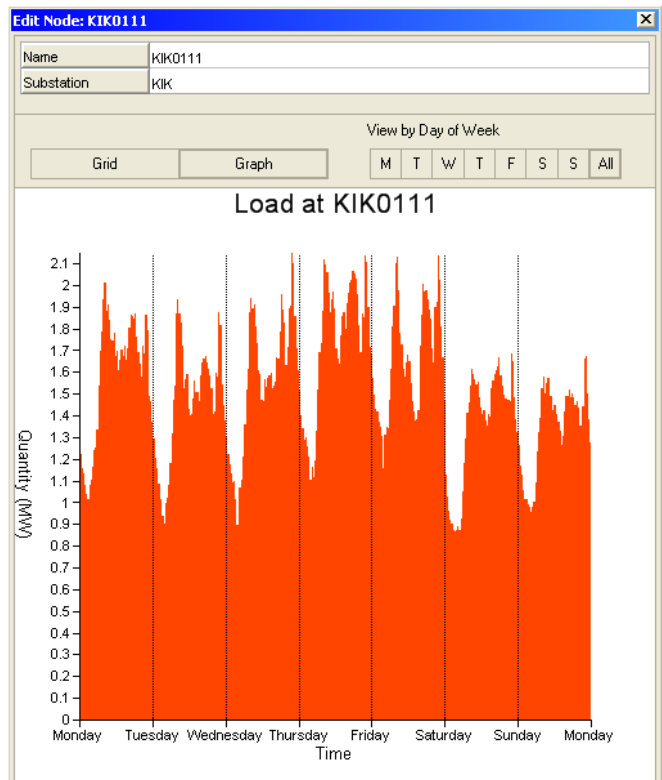 Edit Node: KIK0111
Name KIK0111
Substation KIK
View by Day of Week
Grid Graph M T W T F S S All
Load at KIK0111
2.1
2
1.9
1.8
1.7
1.6
1.5
1.4
1.3
1.2
1.1
1
0.9
0.8
0.7
0.6
0.5
0.4
0.3
0.2
0.1
0
Quantity (MW)
Monday Tuesday Wednesday Thursday Friday Saturday Sunday Monday
Time